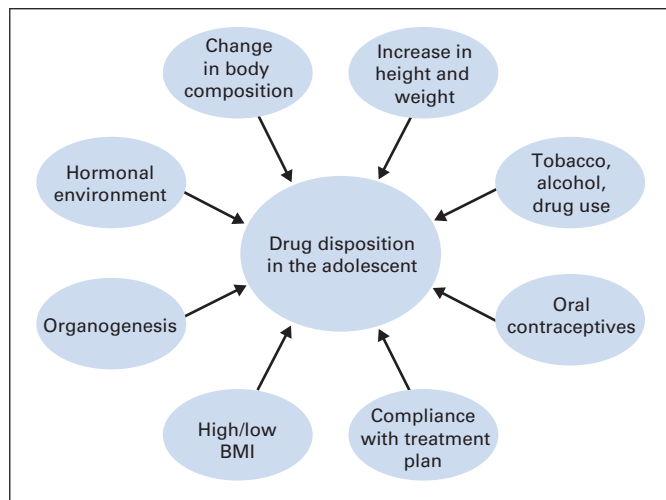 Change
in body
composition
Increase in
height and
weight
Hormonal
environment
Tobacco,
alcohol,
drug use
Drug disposition
in the adolescent
Organogenesis
Oral
contraceptives
High/low
BMI
Compliance
with treatment
plan